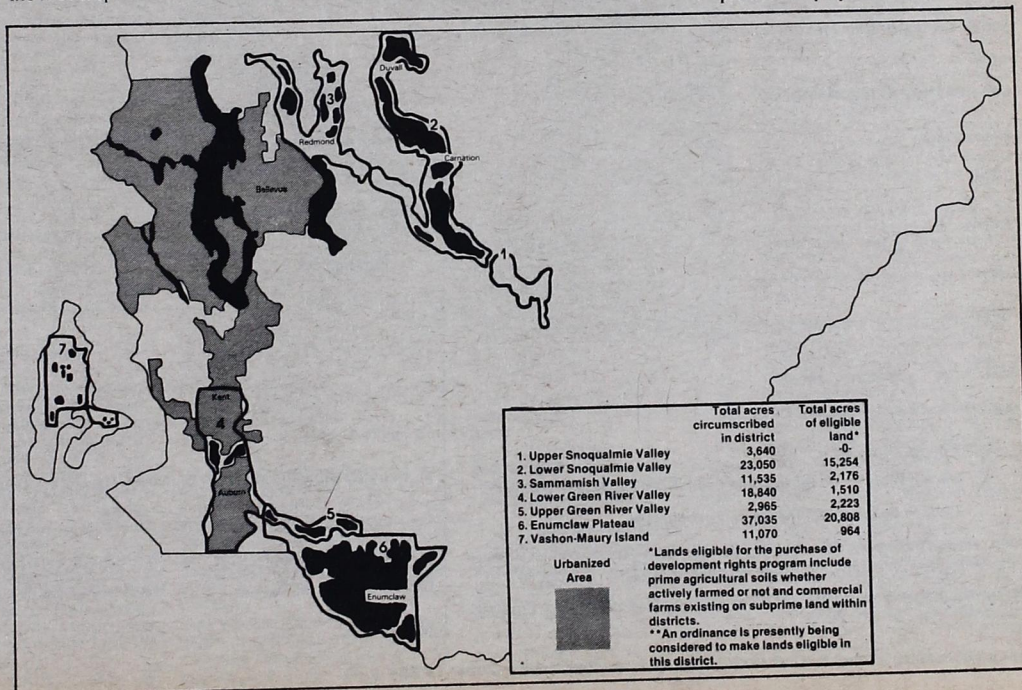 Duvall
3
2
Redmond
Carnation
Bellevue
1
7
Kent
4
Auburn
5
6
Enumclaw
Total acres circumscribed in district
Total acres of eligible land*
1. Upper Snoqualmie Valley 3,640 -0-
2. Lower Snoqualmie Valley 23,050 15,254
3. Sammamish Valley 11,535 2,176
4. Lower Green River Valley 18,840 1,510
5. Upper Green River Valley 2,965 2,223
6. Enumclaw Plateau 37,035 20,808
7. Vashon-Maury Island 11,070 964
Urbanized
Area
*Lands eligible for the purchase of
development rights program include
prime agricultural soils whether
actively farmed or not and commercial
farms existing on subprime land within
districts.
**An ordinance is presently being
considered to make lands eligible in
this district.